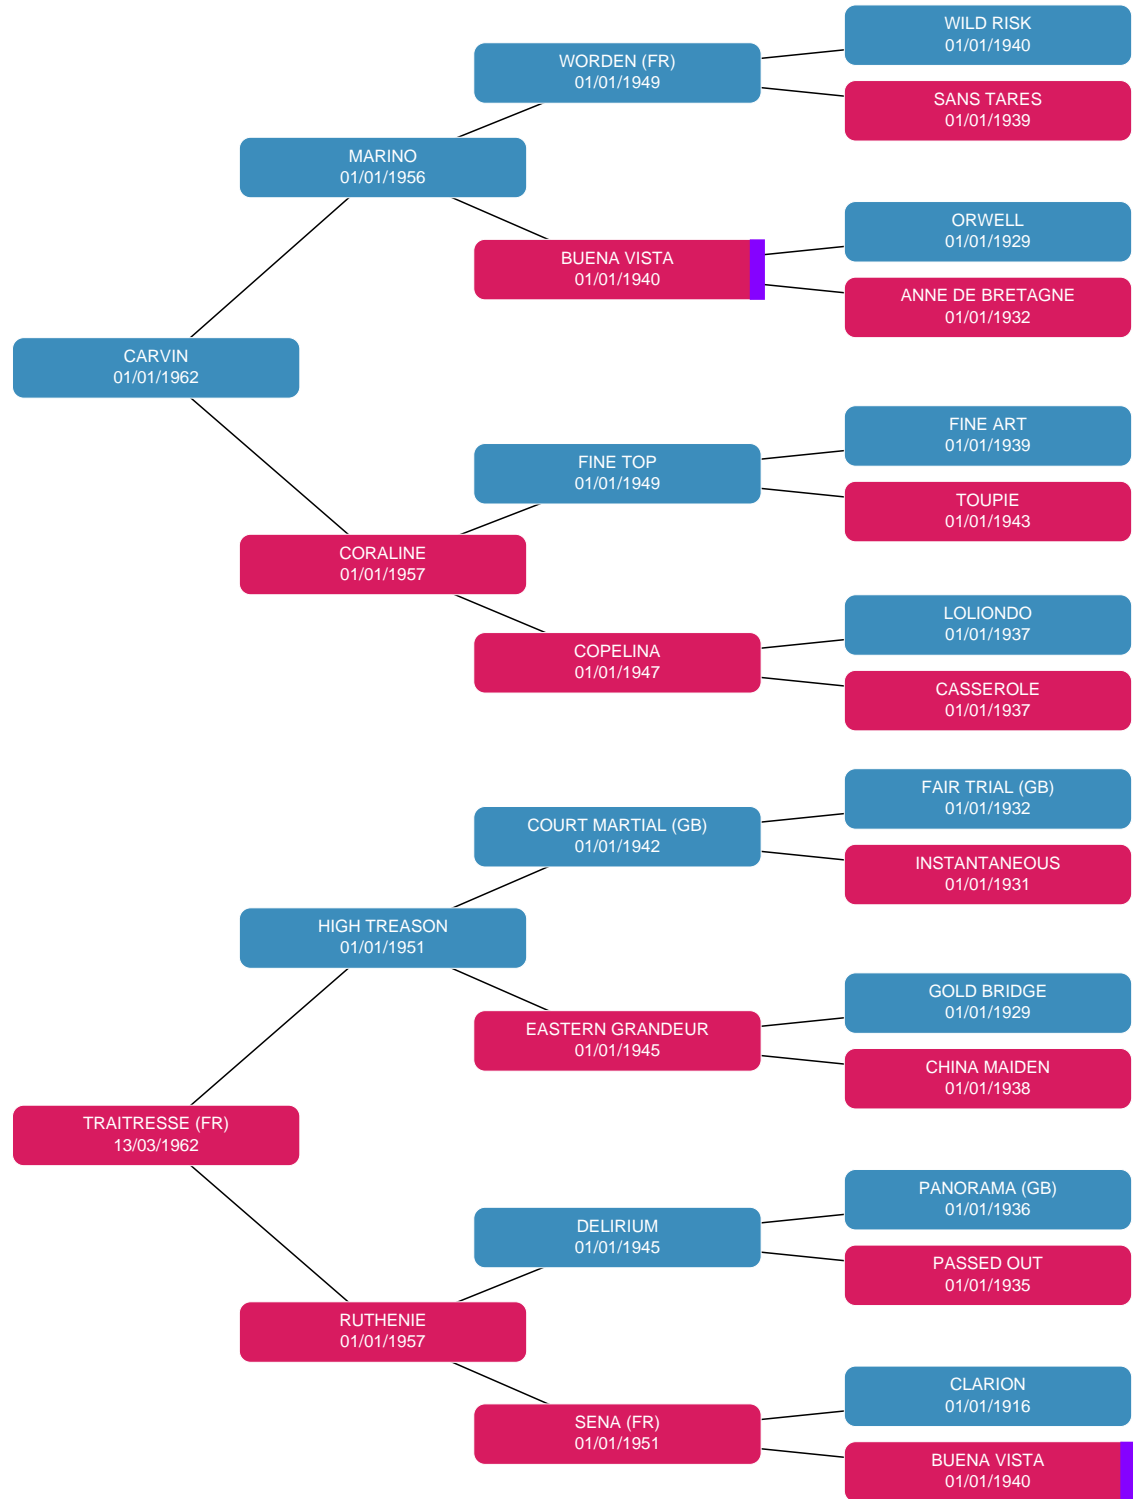 WILD RISK
01/01/1940
WORDEN (FR)
01/01/1949
SANS TARES
01/01/1939
MARINO
01/01/1956
ORWELL
01/01/1929
BUENA VISTA
01/01/1940
ANNE DE BRETAGNE
01/01/1932
CARVIN
01/01/1962
FINE ART
01/01/1939
FINE TOP
01/01/1949
TOUPIE
01/01/1943
CORALINE
01/01/1957
LOLIONDO
01/01/1937
COPELINA
01/01/1947
CASSEROLE
01/01/1937
FAIR TRIAL (GB)
01/01/1932
COURT MARTIAL (GB)
01/01/1942
INSTANTANEOUS
01/01/1931
HIGH TREASON
01/01/1951
GOLD BRIDGE
01/01/1929
EASTERN GRANDEUR
01/01/1945
CHINA MAIDEN
01/01/1938
TRAITRESSE (FR)
13/03/1962
PANORAMA (GB)
01/01/1936
DELIRIUM
01/01/1945
PASSED OUT
01/01/1935
RUTHENIE
01/01/1957
CLARION
01/01/1916
SENA (FR)
01/01/1951
BUENA VISTA
01/01/1940